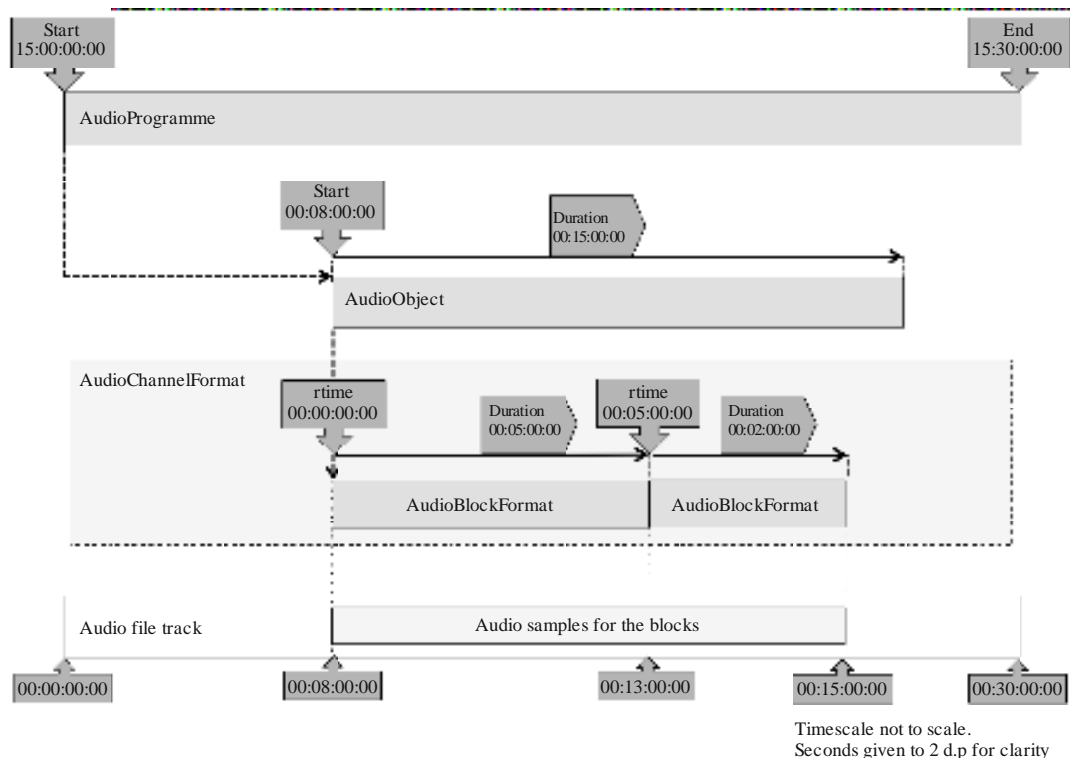 Start
15:00:00:00
End
15:30:00:00
AudioProgramme
Start
00:08:00:00
Duration
00:15:00:00
AudioObject
AudioChannelFormat
rtime
00:00:00:00
Duration
00:05:00:00
rtime
00:05:00:00
Duration
00:02:00:00
AudioBlockFormat
AudioBlockFormat
Audio file track
Audio samples for the blocks
00:00:00:00
00:08:00:00
00:13:00:00
00:15:00:00
00:30:00:00
Timescale not to scale.
Seconds given to 2 d.p for clarity